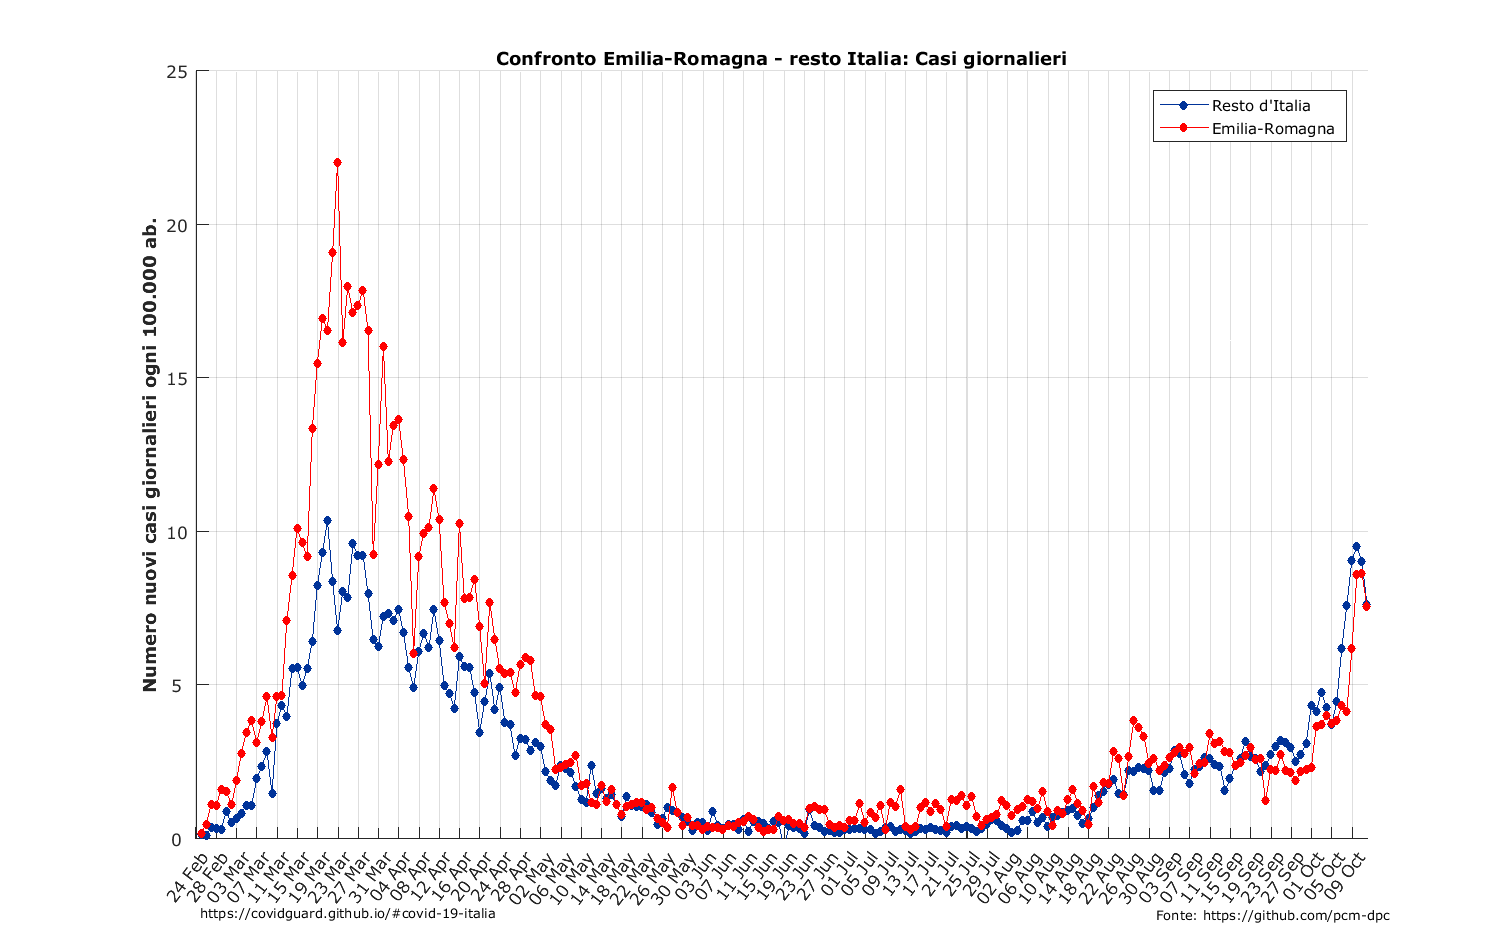 Confronto Emilia-Romagna - resto Italia: Casi giornalieri
Resto d'Italia
Emilia-Romagna
Numero nuovi casi giornalieri ogni 100.000 ab.
25
20
15
10
5
0
24 Feb
28 Feb
03 Mar
07 Mar
11 Mar
15 Mar
19 Mar
23 Mar
27 Mar
31 Mar
04 Apr
08 Apr
12 Apr
16 Apr
20 Apr
24 Apr
28 Apr
02 May
06 May
10 May
14 May
18 May
22 May
26 May
30 May
03 Jun
07 Jun
11 Jun
15 Jun
19 Jun
23 Jun
27 Jun
01 Jul
05 Jul
09 Jul
13 Jul
17 Jul
21 Jul
25 Jul
29 Jul
02 Aug
06 Aug
10 Aug
14 Aug
18 Aug
22 Aug
26 Aug
30 Aug
03 Sep
07 Sep
11 Sep
15 Sep
19 Sep
23 Sep
27 Sep
01 Oct
05 Oct
09 Oct
https://covidguard.github.io/#covid-19-italia
Fonte: https://github.com/pcm-dpc